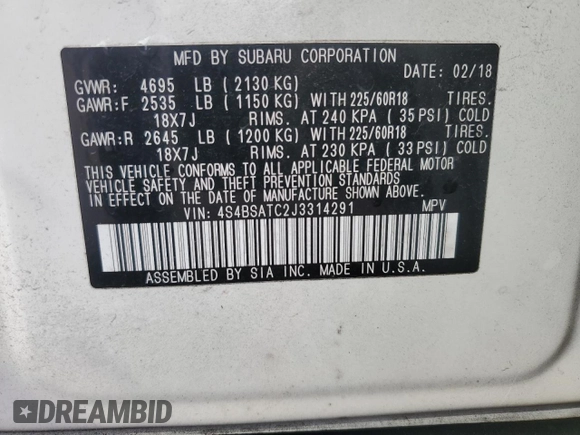 MFD BY SUBARU CORPORATION
DATE: 02/18
GVWR: 4695 LB ( 2130 KG)
GAWR:F 2535 LB ( 1150 KG) WITH 225/60R18 TIRES.
18X7J RIMS. AT 240 KPA ( 35 PSI) COLD
GAWR:R 2645 LB ( 1200 KG) WITH 225/60R18 TIRES.
18X7J RIMS. AT 230 KPA ( 33 PSI) COLD
THIS VEHICLE CONFORMS TO ALL APPLICABLE FEDERAL MOTOR
VEHICLE SAFETY AND THEFT PREVENTION STANDARDS
IN EFFECT ON THE DATE OF MANUFACTURE SHOWN ABOVE.
VIN: 4S4BSATC2J3314291 MPV
ASSEMBLED BY SIA INC. MADE IN U.S.A.
DREAMBID